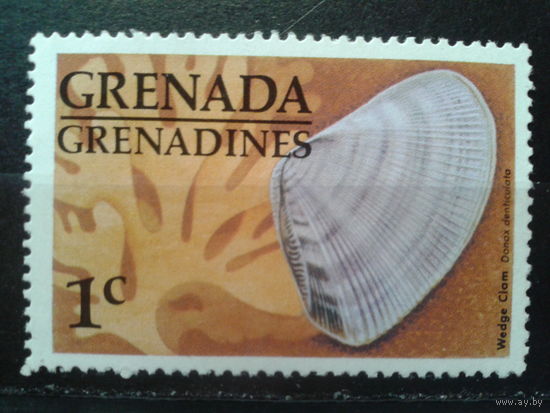 GRENADA
GRENADINES
1c
Wedge Clam Donax denticulata
www.ay.by